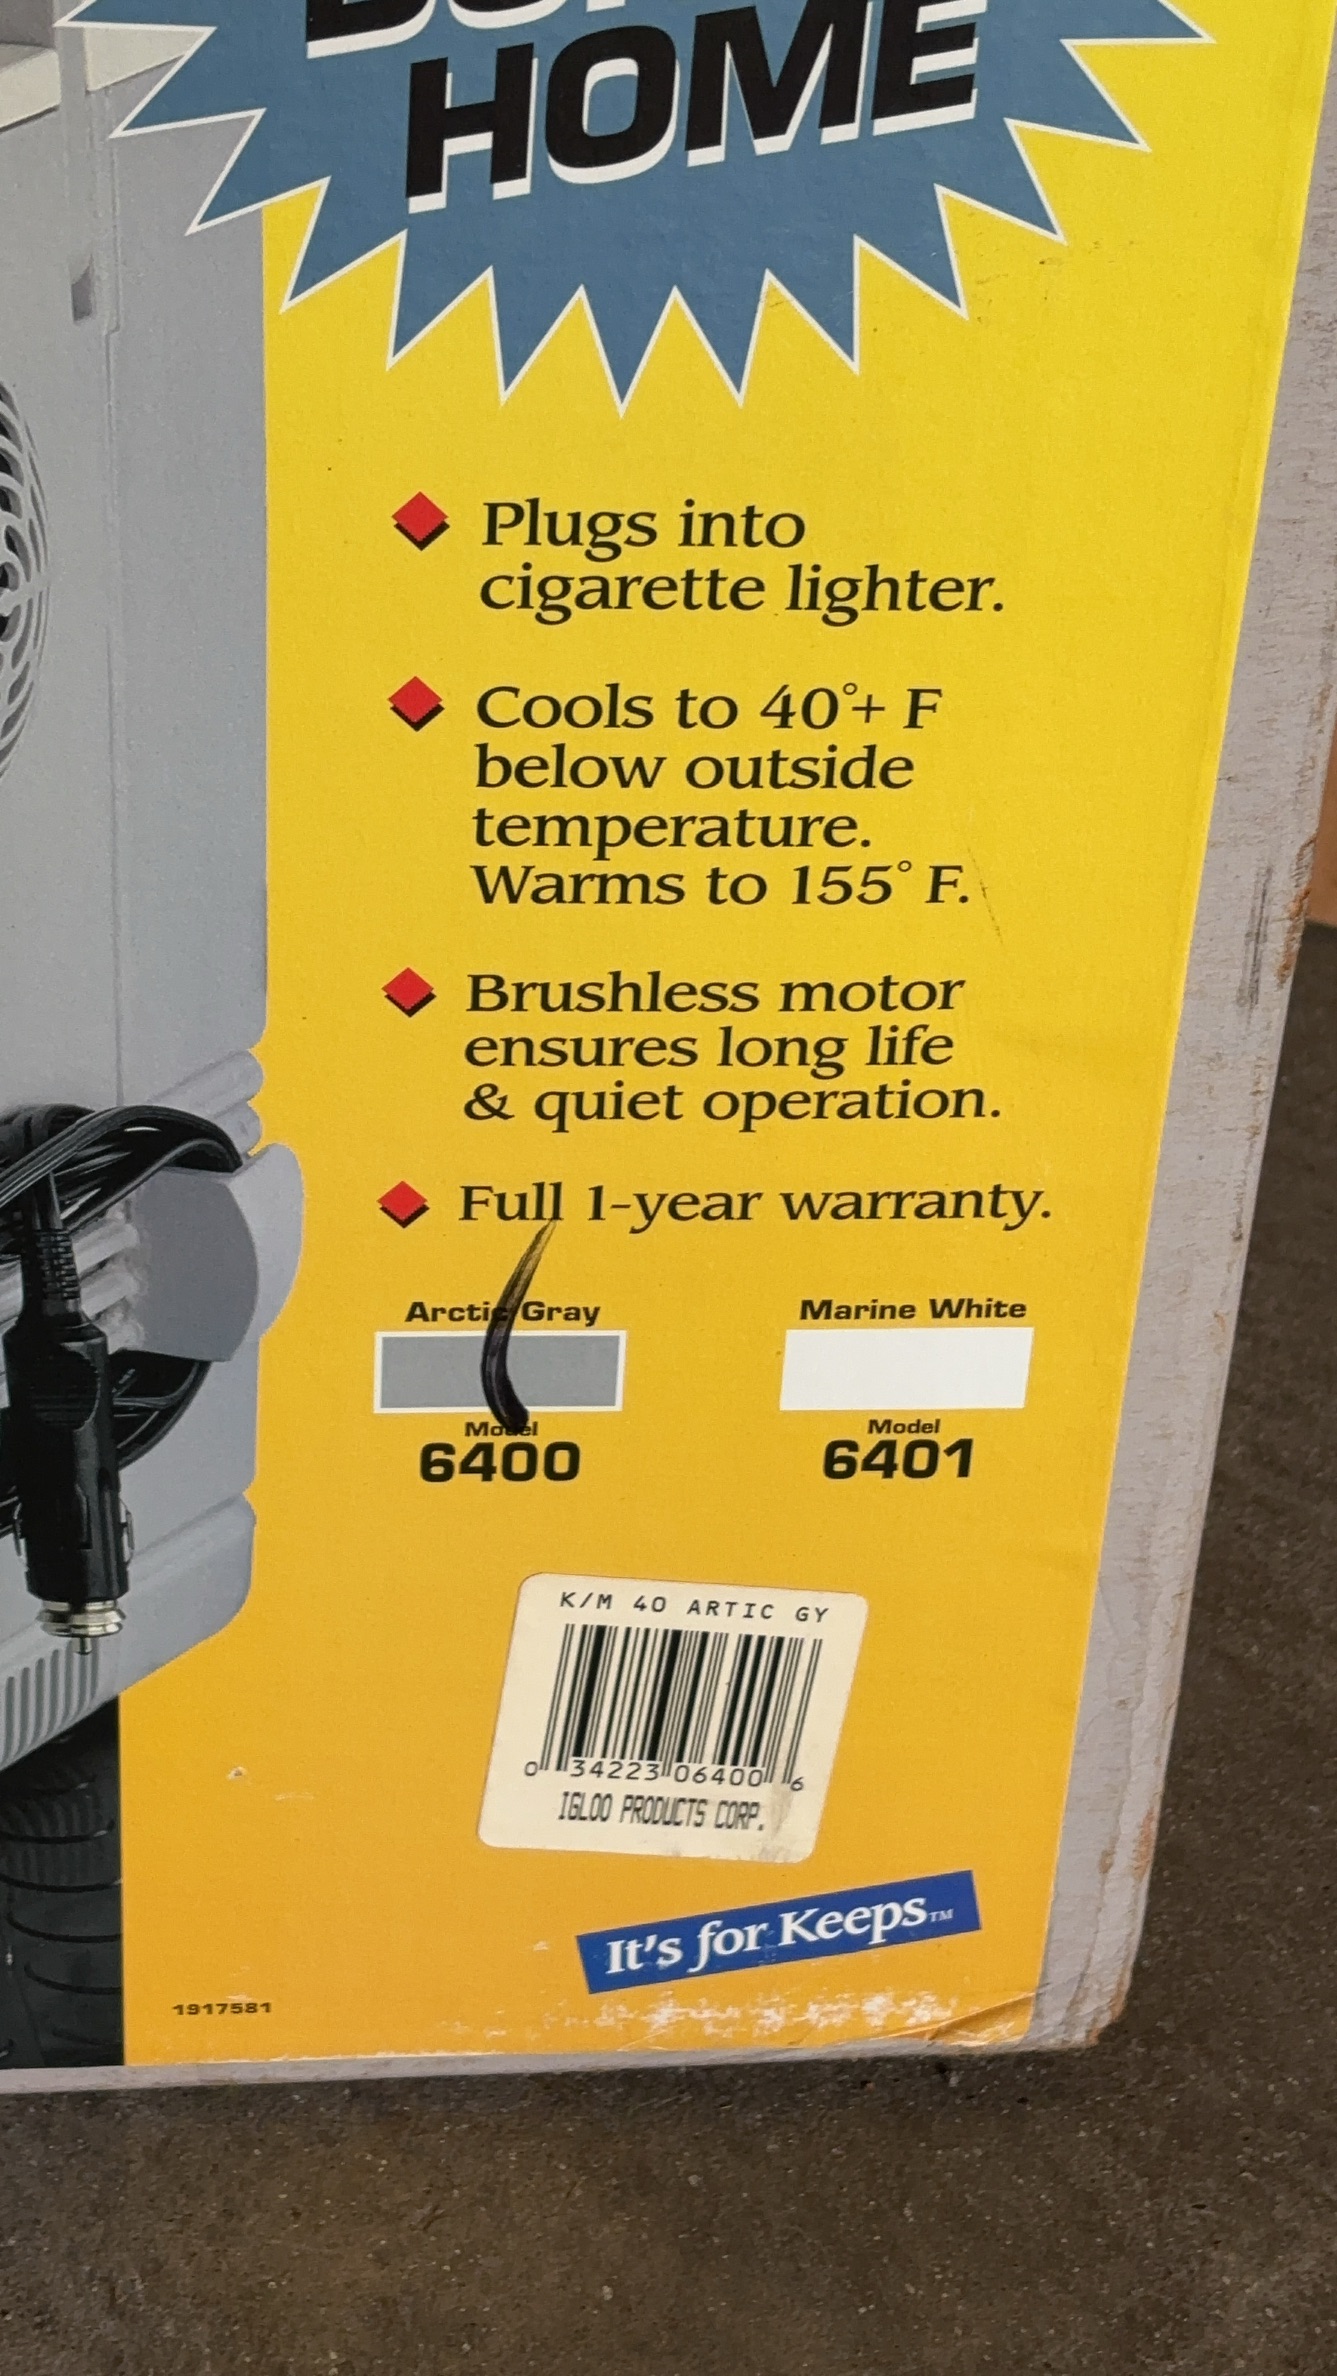 HOME
Plugs into
cigarette lighter.
Cools to 40°+ F
below outside
temperature.
Warms to 155° F.
Brushless motor
ensures long life
& quiet operation.
Full 1-year warranty.
Arctic Gray
Marine White
Model
6400
Model
6401
K/M 40 ARTIC GY
0 34223 06400 6
IGLOO PRODUCTS CORP.
It's for Keeps™
1917581